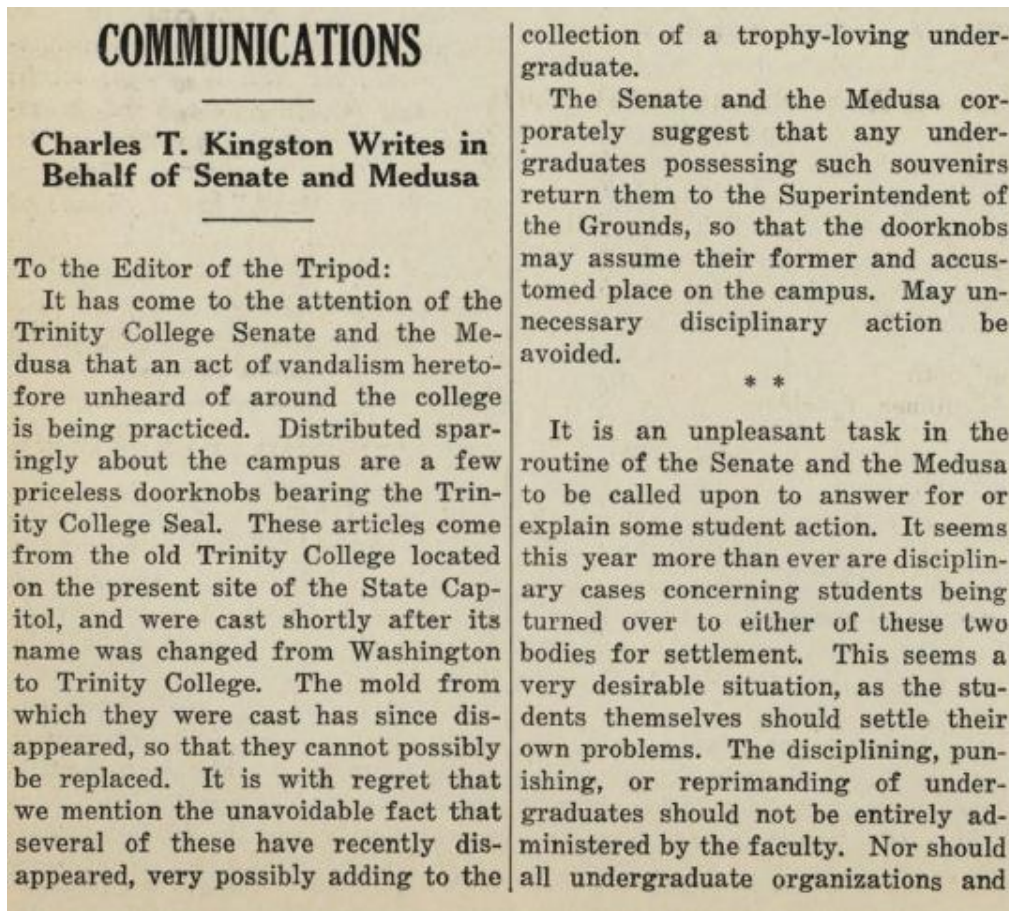 COMMUNICATIONS
Charles T. Kingston Writes in
Behalf of Senate and Medusa
To the Editor of the Tripod:
It has come to the attention of the
Trinity College Senate and the Me-
dusa that an act of vandalism hereto-
fore unheard of around the college
is being practiced. Distributed spar-
ingly about the campus are a few
priceless doorknobs bearing the Trin-
ity College Seal. These articles come
from the old Trinity College located
on the present site of the State Cap-
itol, and were cast shortly after its
name was changed from Washington
to Trinity College. The mold from
which they were cast has since dis-
appeared, so that they cannot possibly
be replaced. It is with regret that
we mention the unavoidable fact that
several of these have recently dis-
appeared, very possibly adding to the
collection of a trophy-loving under-
graduate.
The Senate and the Medusa cor-
porately suggest that any under-
graduates possessing such souvenirs
return them to the Superintendent of
the Grounds, so that the doorknobs
may assume their former and accus-
tomed place on the campus. May un-
necessary disciplinary action be
avoided.
* *
It is an unpleasant task in the
routine of the Senate and the Medusa
to be called upon to answer for or
explain some student action. It seems
this year more than ever are disciplin-
ary cases concerning students being
turned over to either of these two
bodies for settlement. This seems a
very desirable situation, as the stu-
dents themselves should settle their
own problems. The disciplining, pun-
ishing, or reprimanding of under-
graduates should not be entirely ad-
ministered by the faculty. Nor should
all undergraduate organizations and